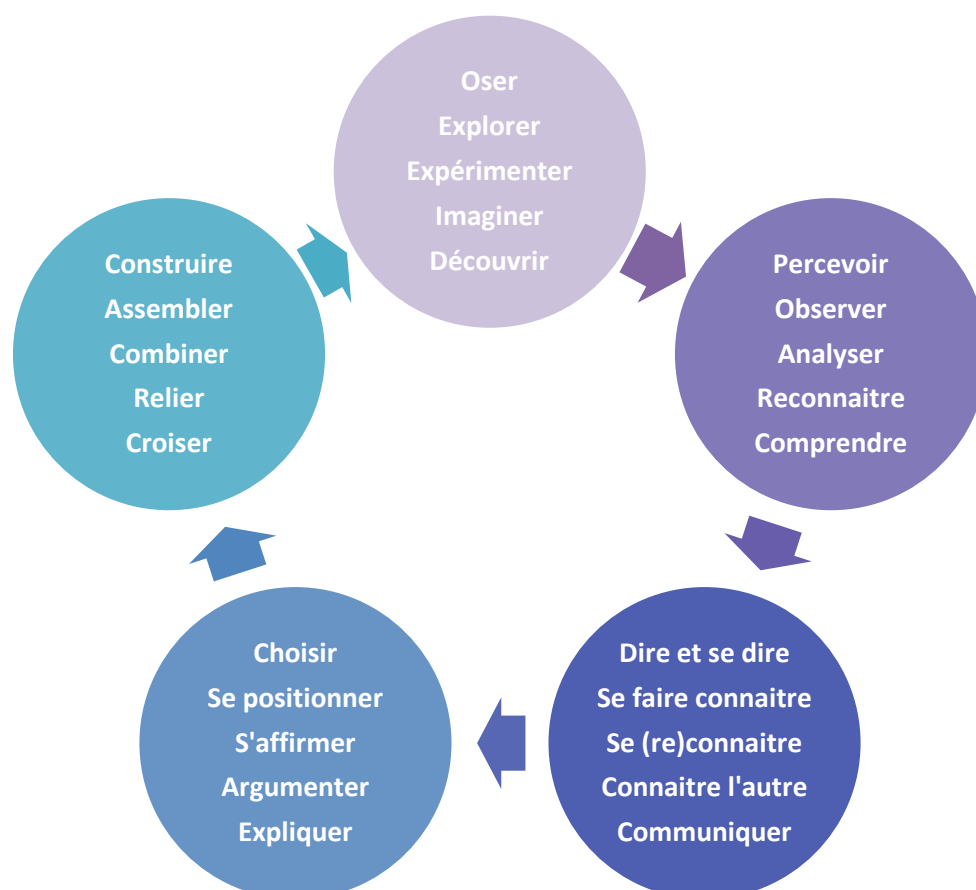 Oser
Explorer
Expérimenter
Imaginer
Découvrir
Percevoir
Observer
Analyser
Reconnaitre
Comprendre
Dire et se dire
Se faire connaitre
Se (re)connaitre
Connaitre l'autre
Communiquer
Choisir
Se positionner
S'affirmer
Argumenter
Expliquer
Construire
Assembler
Combiner
Relier
Croiser